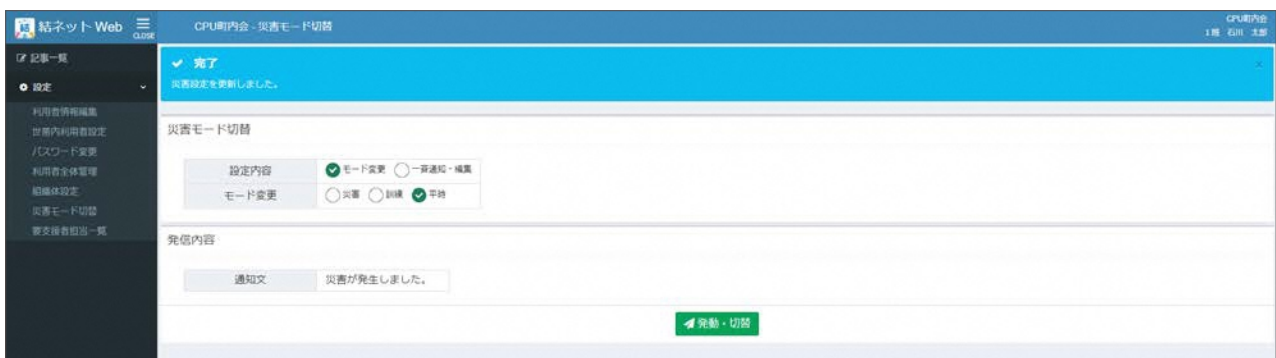 結ネット Web
CLOSE
CPU町内会 - 災害モード切替
CPU町内会
1班 石川 太郎
記事一覧
設定
利用者情報編集
世帯内利用者設定
パスワード変更
利用者全体管理
組織体設定
災害モード切替
要支援者担当一覧
完了
×
災害設定を更新しました。
災害モード切替
設定内容 モード変更 一斉通知・編集
モード変更 災害 訓練 平時
発信内容
通知文 災害が発生しました。
発動・切替